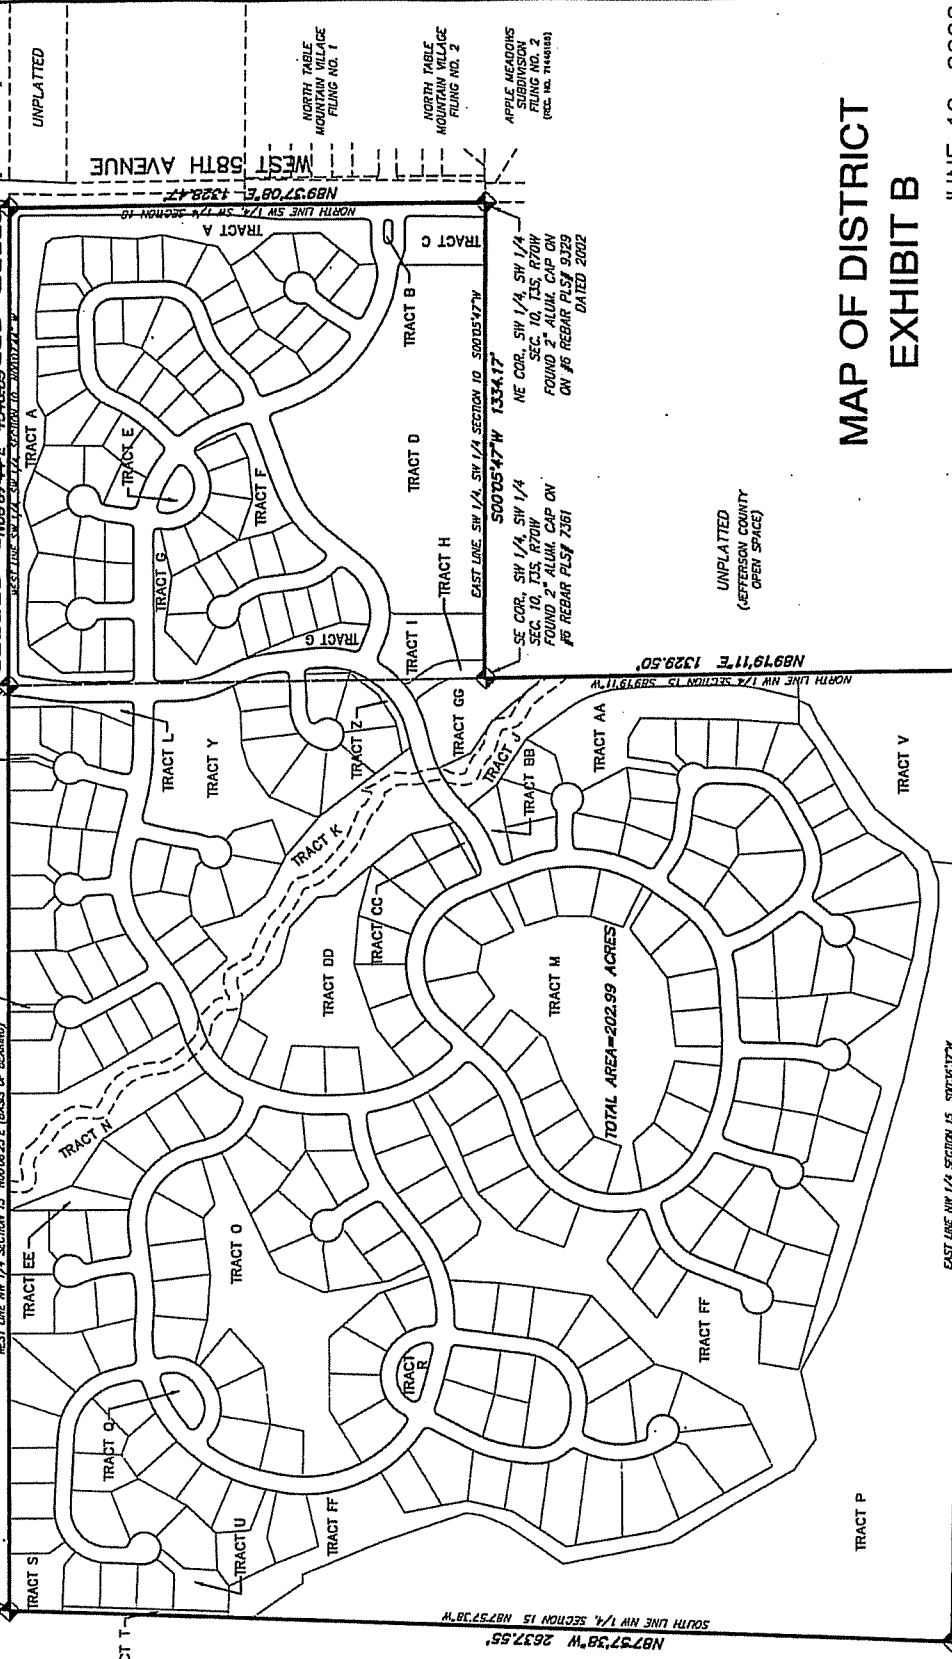 UNPLATTED
NORTH TABLE
MOUNTAIN VILLAGE
FILING NO. 1
NORTH TABLE
MOUNTAIN VILLAGE
FILING NO. 2
APPLE MEADOWS
SUBDIVISION
FILING NO. 2
WEST 58TH AVENUE
N89°37'08"E 1328.47'
NORTH LINE SW 1/4, SW 1/4 SECTION 10
TRACT A
TRACT C
TRACT B
TRACT A
TRACT E
TRACT F
TRACT D
TRACT G
TRACT G
TRACT H
TRACT I
EAST LINE, SW 1/4, SW 1/4 SECTION 10 S00°05'47"W
S00°05'47"W 1334.17'
NE COR., SW 1/4, SW 1/4
SEC. 10, T3S, R70W
FOUND 2" ALUM. CAP ON
ON #6 REBAR PLS# 9329
DATED 2002
SE COR., SW 1/4, SW 1/4
SEC. 10, T3S, R70W
FOUND 2" ALUM. CAP ON
#6 REBAR PLS# 7361
MAP OF DISTRICT
EXHIBIT B
UNPLATTED
(JEFFERSON COUNTY
OPEN SPACE)
N89°19'11"E 1329.50'
NORTH LINE NW 1/4 SECTION 15 S89°19'11"W
TRACT L
TRACT Y
TRACT Z
TRACT GG
TRACT J
TRACT BB
TRACT AA
TRACT V
TRACT K
TRACT CC
TRACT DD
TRACT M
TOTAL AREA=202.99 ACRES
TRACT N
TRACT EE
TRACT O
TRACT FF
TRACT R
TRACT Q
TRACT U
TRACT FF
TRACT S
TRACT P
SOUTH LINE NW 1/4, SECTION 15 N87°57'38"W
N87°57'38"W 2637.55'